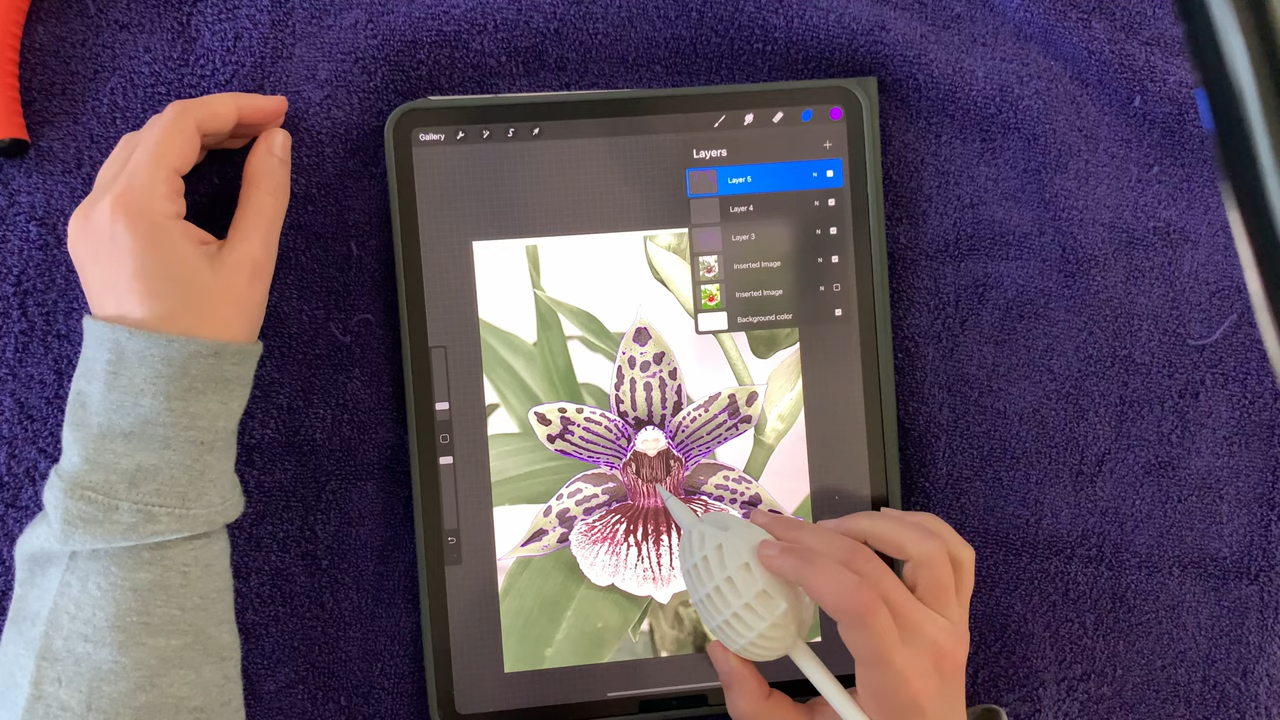 Gallery
Layers
Layer 5 N
Layer 4 N
Layer 3 N
Inserted Image N
Inserted Image N
Background color